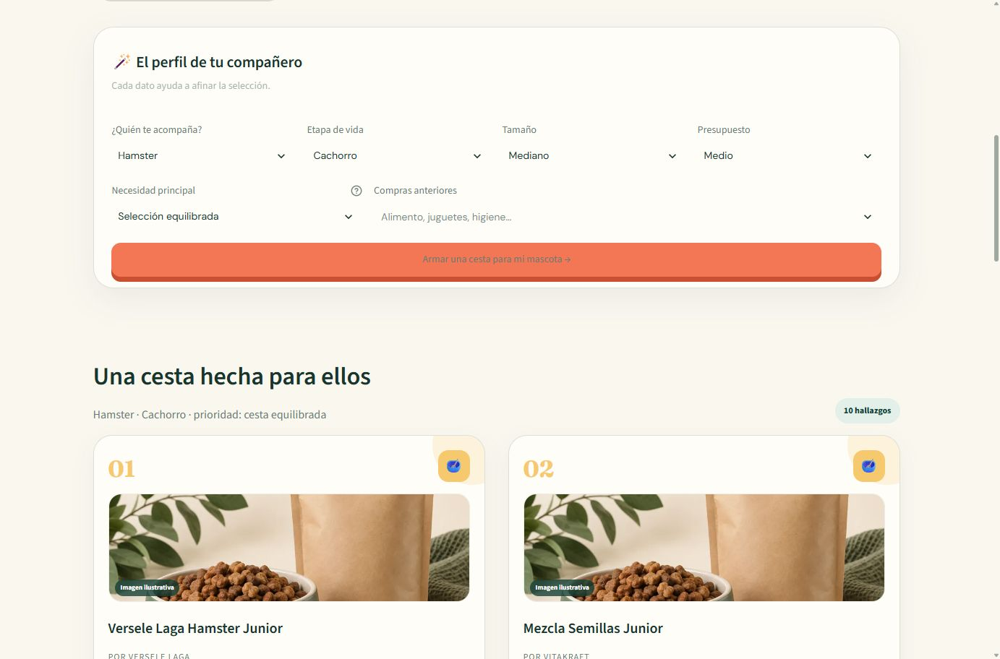 El perfil de tu compañero
Cada dato ayuda a afinar la selección.
¿Quién te acompaña?
Etapa de vida
Tamaño
Presupuesto
Hamster
Cachorro
Mediano
Medio
Necesidad principal
Compras anteriores
Selección equilibrada
Alimento, juguetes, higiene...
Armar una cesta para mi mascota →
Una cesta hecha para ellos
Hamster · Cachorro · prioridad: cesta equilibrada
10 hallazgos
01
02
Imagen ilustrativa
Imagen ilustrativa
Versele Laga Hamster Junior
Mezcla Semillas Junior
POR VERSELE LAGA
POR VITAKRAFT